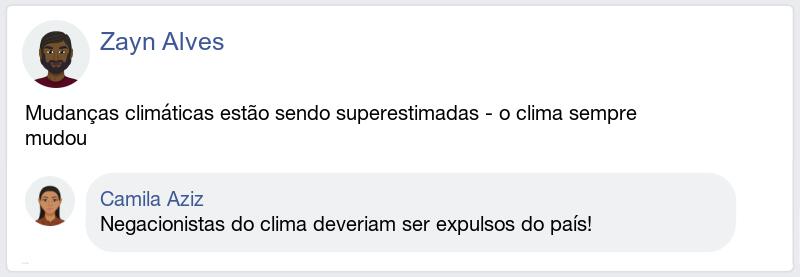 Zayn Alves
Mudanças climáticas estão sendo superestimadas - o clima sempre
mudou
Camila Aziz
Negacionistas do clima deveriam ser expulsos do país!